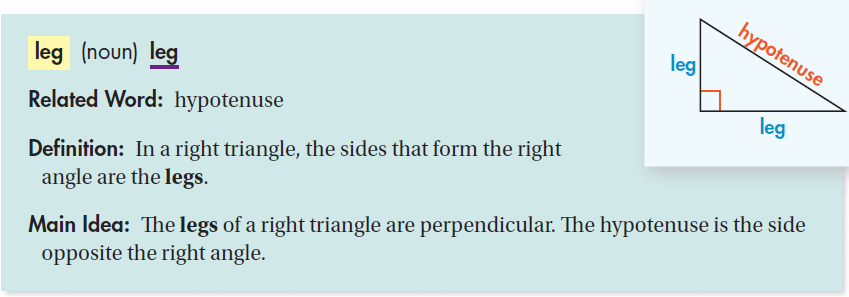 leg (noun) leg
Related Word: hypotenuse
Definition: In a right triangle, the sides that form the right
angle are the legs.
Main Idea: The legs of a right triangle are perpendicular. The hypotenuse is the side
opposite the right angle.
hypotenuse
leg
leg